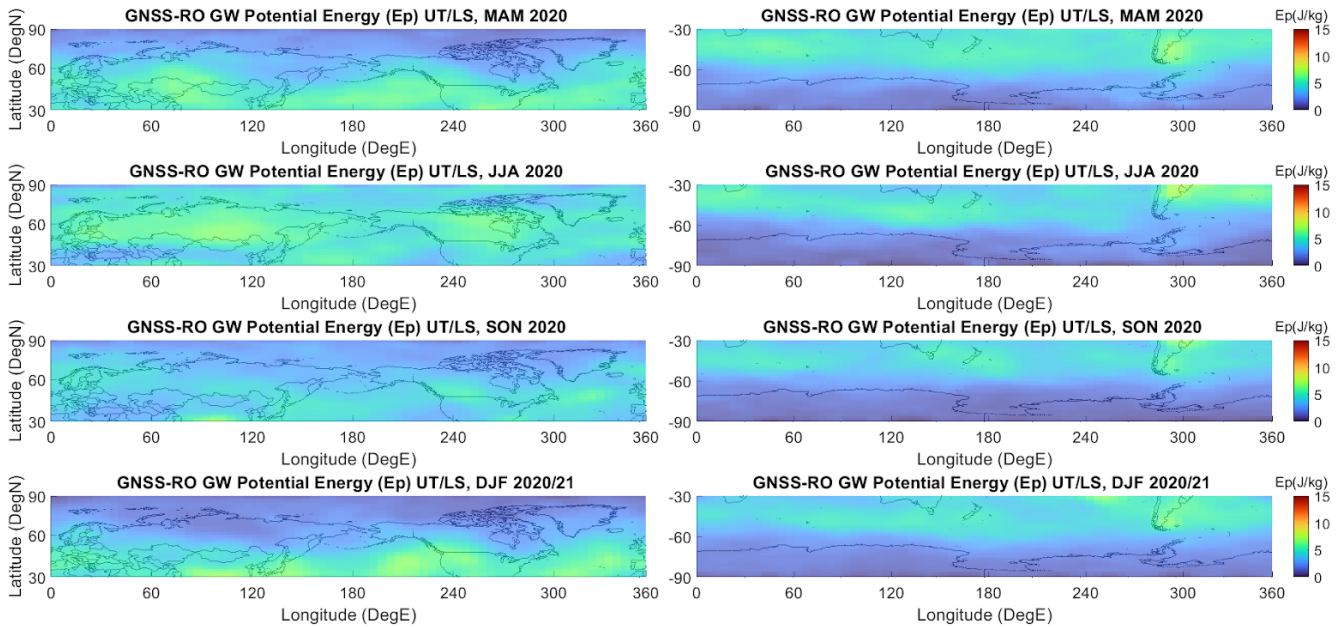 GNSS-RO GW Potential Energy (Ep) UT/LS, MAM 2020
Latitude (DegN)
90
60
30
0 60 120 180 240 300 360
Longitude (DegE)
GNSS-RO GW Potential Energy (Ep) UT/LS, MAM 2020
-30
-60
-90
0 60 120 180 240 300 360
Longitude (DegE)
Ep(J/kg)
15
10
5
0
GNSS-RO GW Potential Energy (Ep) UT/LS, JJA 2020
Latitude (DegN)
90
60
30
0 60 120 180 240 300 360
Longitude (DegE)
GNSS-RO GW Potential Energy (Ep) UT/LS, JJA 2020
-30
-60
-90
0 60 120 180 240 300 360
Longitude (DegE)
Ep(J/kg)
15
10
5
0
GNSS-RO GW Potential Energy (Ep) UT/LS, SON 2020
Latitude (DegN)
90
60
30
0 60 120 180 240 300 360
Longitude (DegE)
GNSS-RO GW Potential Energy (Ep) UT/LS, SON 2020
-30
-60
-90
0 60 120 180 240 300 360
Longitude (DegE)
Ep(J/kg)
15
10
5
0
GNSS-RO GW Potential Energy (Ep) UT/LS, DJF 2020/21
Latitude (DegN)
90
60
30
0 60 120 180 240 300 360
Longitude (DegE)
GNSS-RO GW Potential Energy (Ep) UT/LS, DJF 2020/21
-30
-60
-90
0 60 120 180 240 300 360
Longitude (DegE)
Ep(J/kg)
15
10
5
0